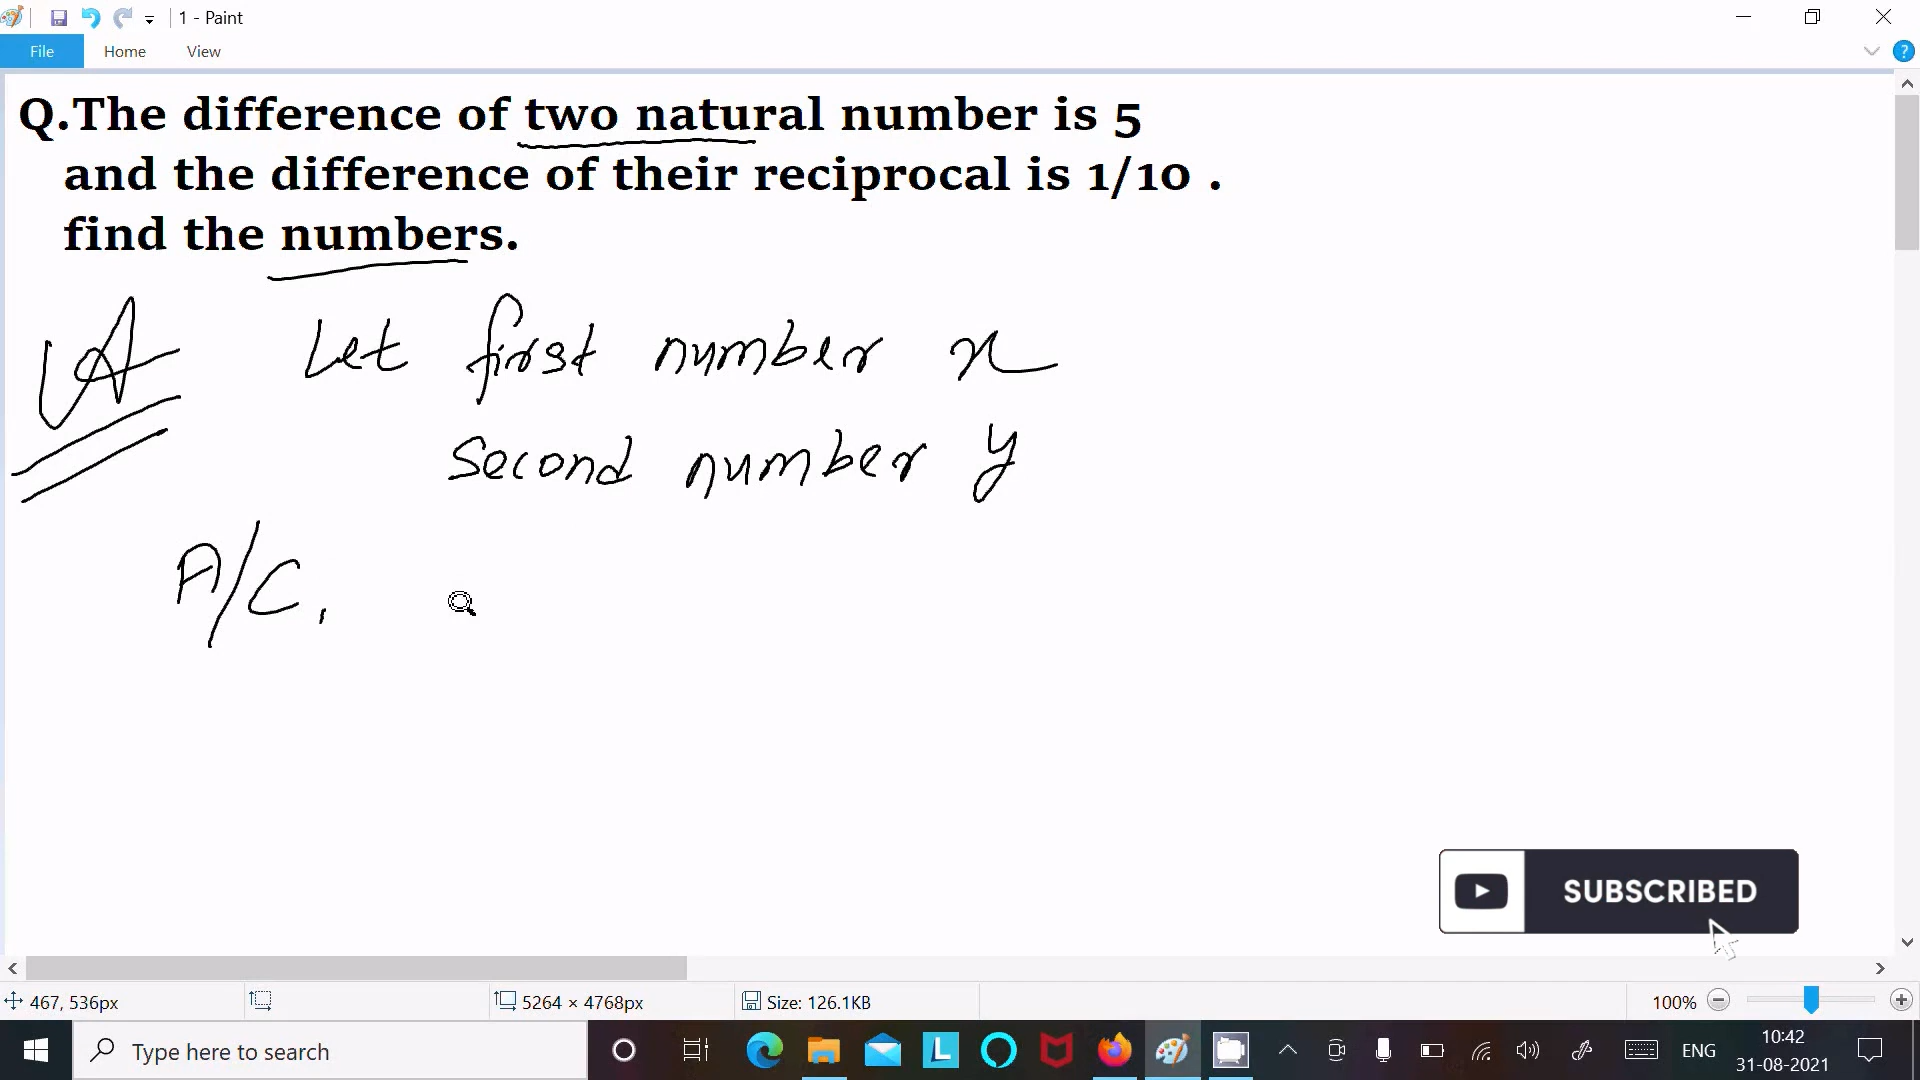 1 - Paint
File Home View
Q.The difference of two natural number is 5
and the difference of their reciprocal is 1/10 .
find the numbers.
Let first number x
Second number y
A/C,
SUBSCRIBED
467, 536px 5264 × 4768px Size: 126.1KB 100%
Type here to search
ENG
10:42
31-08-2021